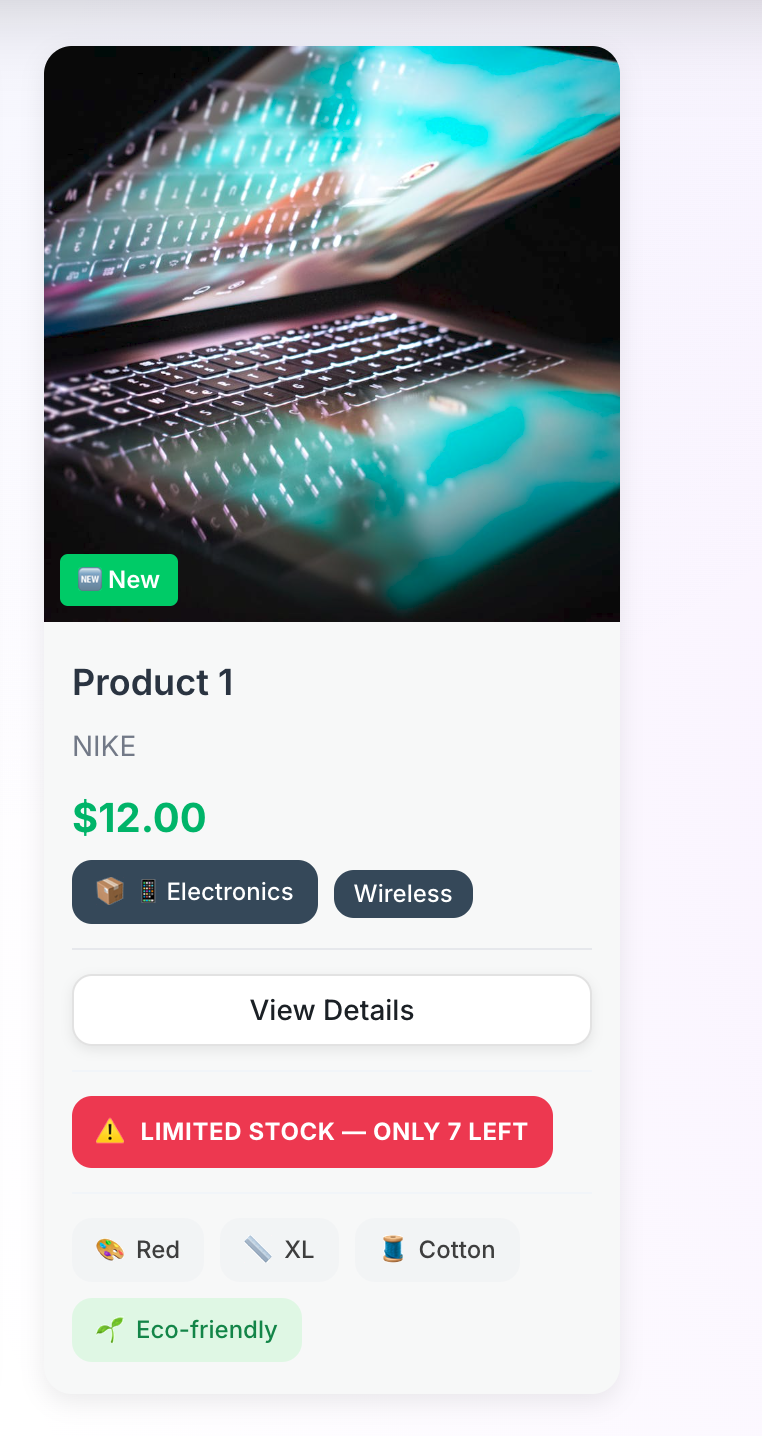 New
Product 1
NIKE
$12.00
Electronics
Wireless
View Details
LIMITED STOCK — ONLY 7 LEFT
Red
XL
Cotton
Eco-friendly